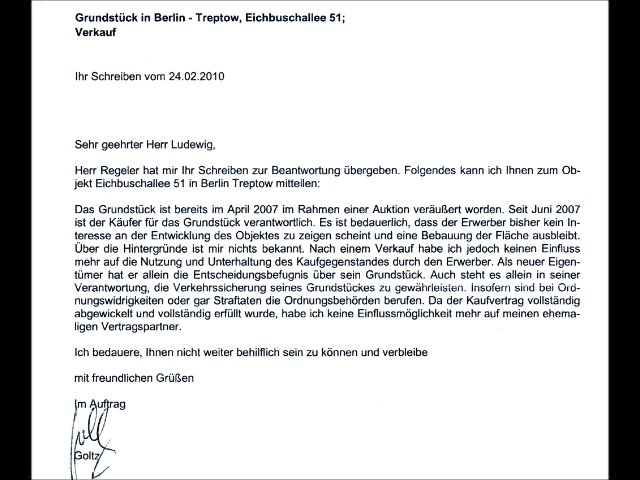 Grundstück in Berlin - Treptow, Eichbuschallee 51;
Verkauf
Ihr Schreiben vom 24.02.2010
Sehr geehrter Herr Ludewig,
Herr Regeler hat mir Ihr Schreiben zur Beantwortung übergeben. Folgendes kann ich Ihnen zum Ob-
jekt Eichbuschallee 51 in Berlin Treptow mitteilen:
Das Grundstück ist bereits im April 2007 im Rahmen einer Auktion veräußert worden. Seit Juni 2007
ist der Käufer für das Grundstück verantwortlich. Es ist bedauerlich, dass der Erwerber bisher kein In-
teresse an der Entwicklung des Objektes zu zeigen scheint und eine Bebauung der Fläche ausbleibt.
Über die Hintergründe ist mir nichts bekannt. Nach einem Verkauf habe ich jedoch keinen Einfluss
mehr auf die Nutzung und Unterhaltung des Kaufgegenstandes durch den Erwerber. Als neuer Eigen-
tümer hat er allein die Entscheidungsbefugnis über sein Grundstück. Auch steht es allein in seiner
Verantwortung, die Verkehrssicherung seines Grundstückes zu gewährleisten. Insofern sind bei Ord-
nungswidrigkeiten oder gar Straftaten die Ordnungsbehörden berufen. Da der Kaufvertrag vollständig
abgewickelt und vollständig erfüllt wurde, habe ich keine Einflussmöglichkeit mehr auf meinen ehema-
ligen Vertragspartner.
Ich bedauere, Ihnen nicht weiter behilflich sein zu können und verbleibe
mit freundlichen Grüßen
Im Auftrag
Goltz